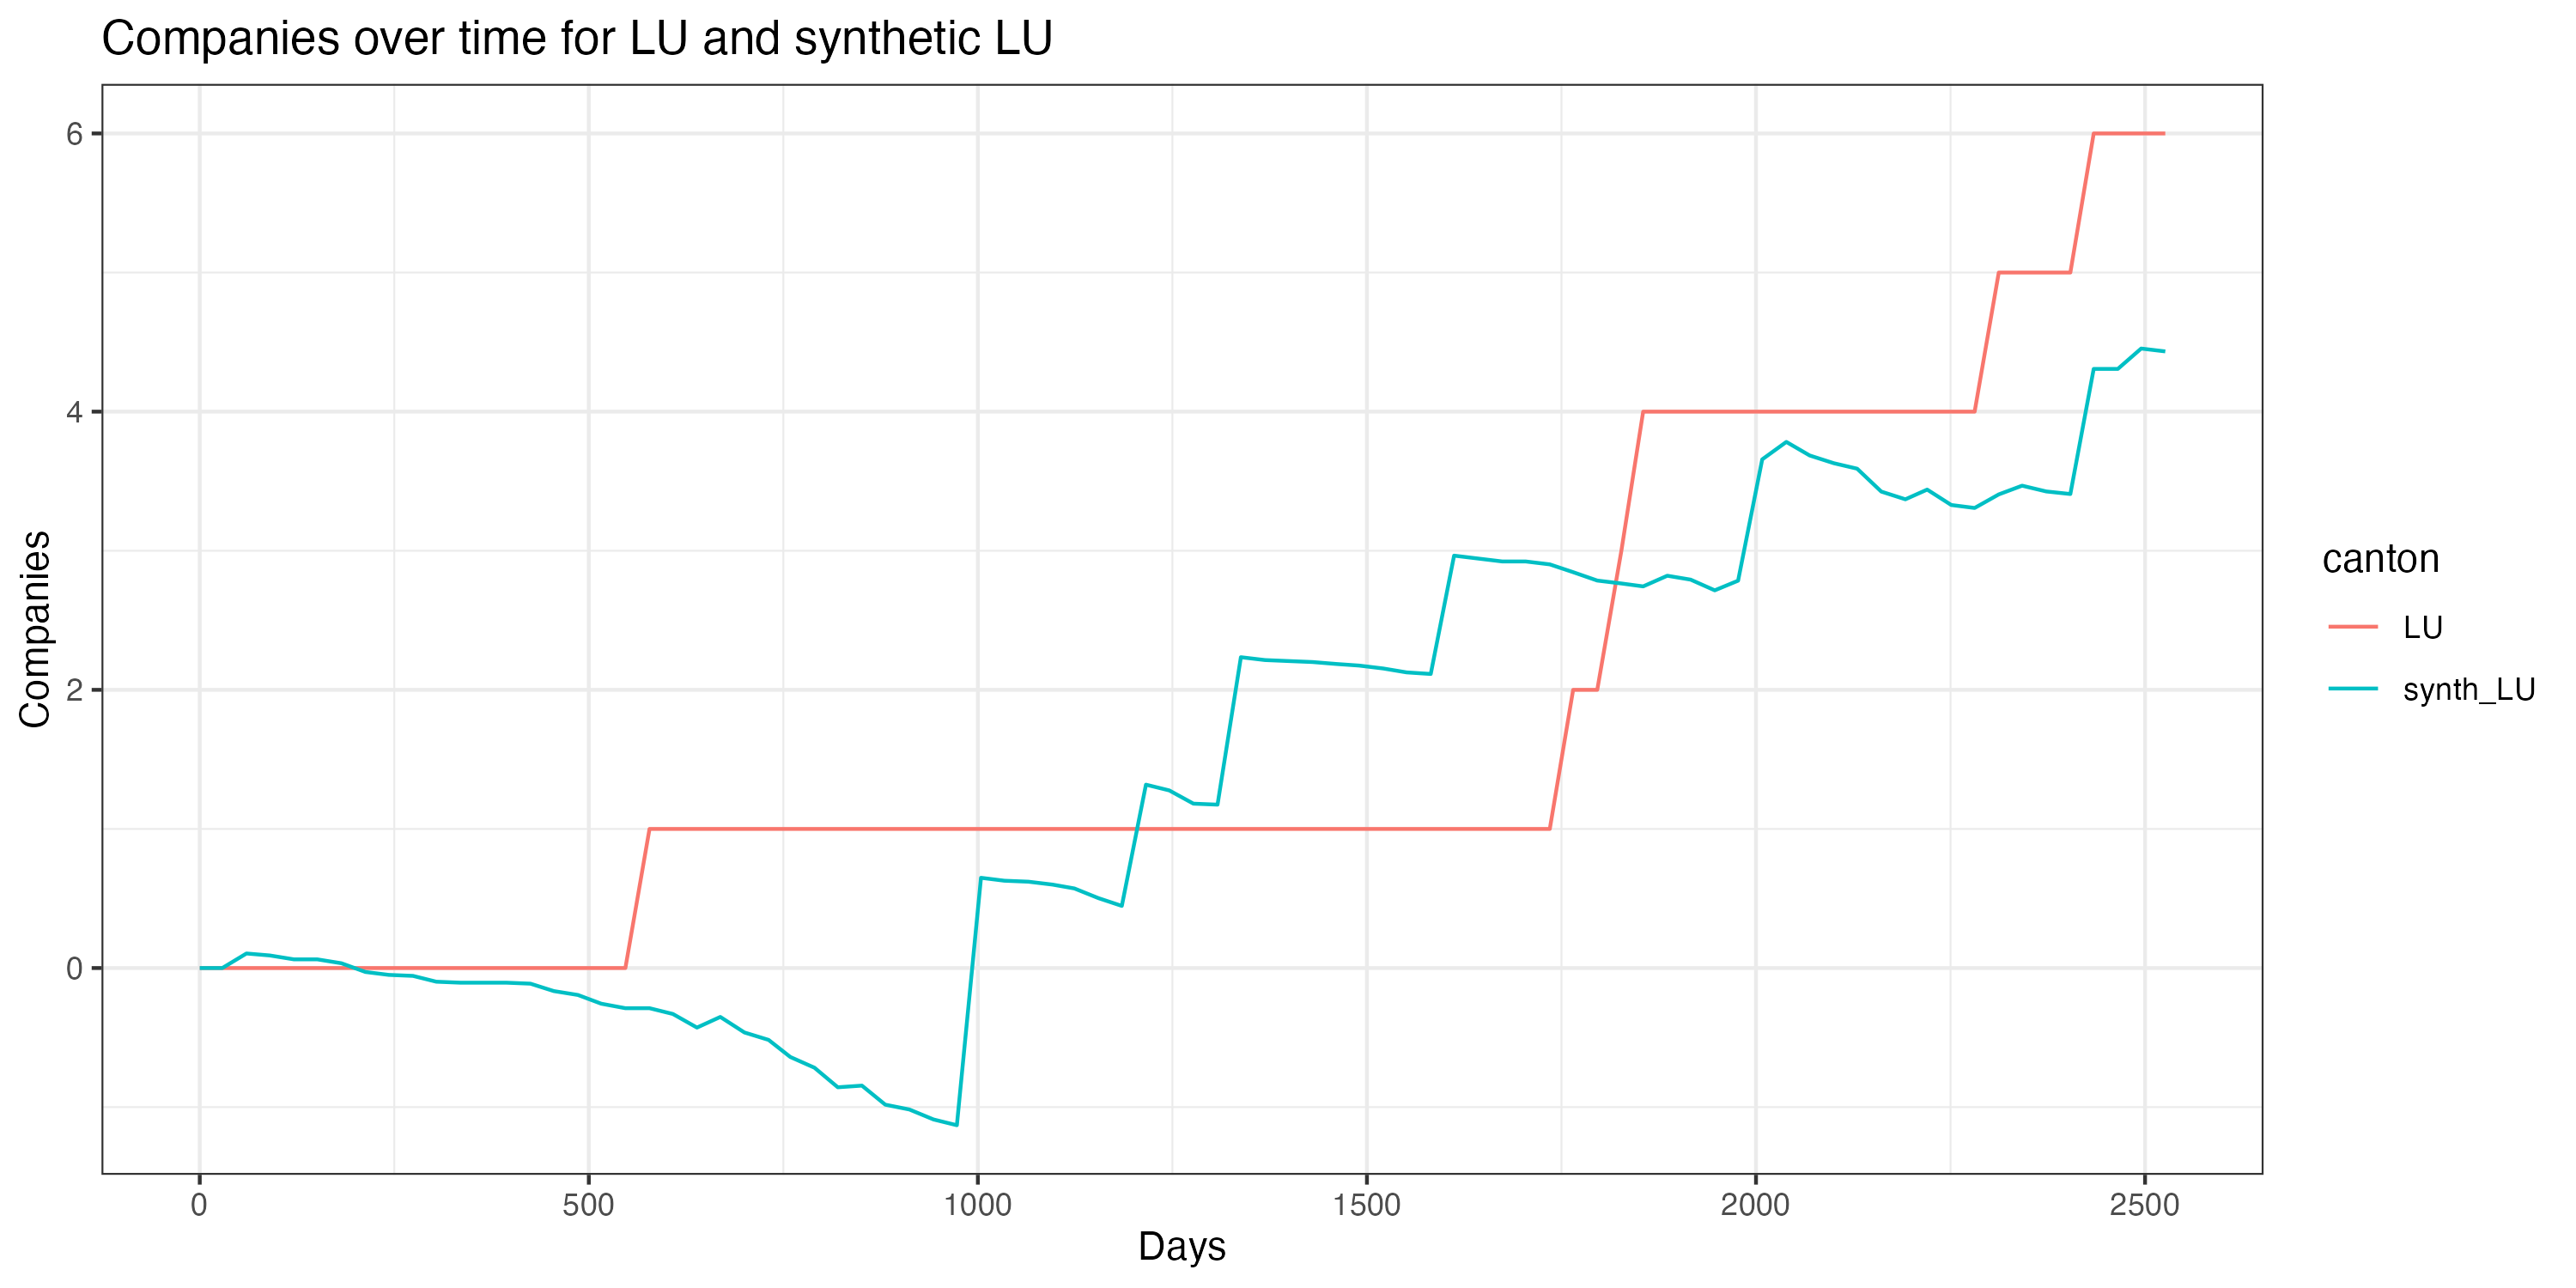 Companies over time for LU and synthetic LU
Companies
6
4
2
0
0 500 1000 1500 2000 2500
Days
canton
LU
synth_LU